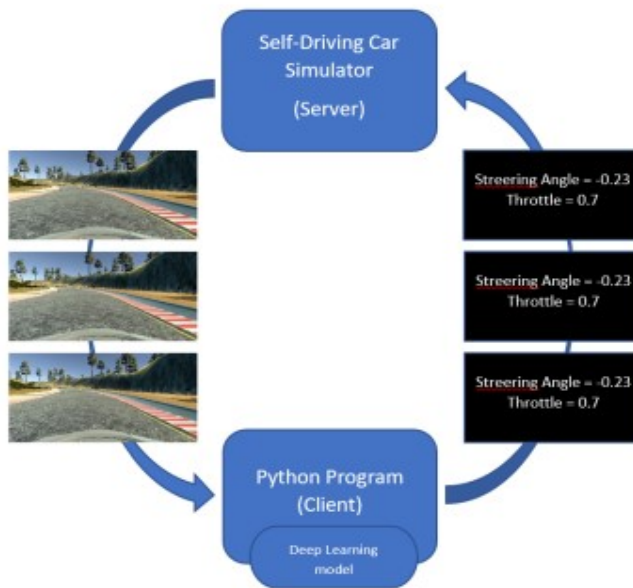 Self-Driving Car
Simulator
(Server)
Streering Angle = -0.23
Throttle = 0.7
Streering Angle = -0.23
Throttle = 0.7
Streering Angle = -0.23
Throttle = 0.7
Python Program
(Client)
Deep Learning
model